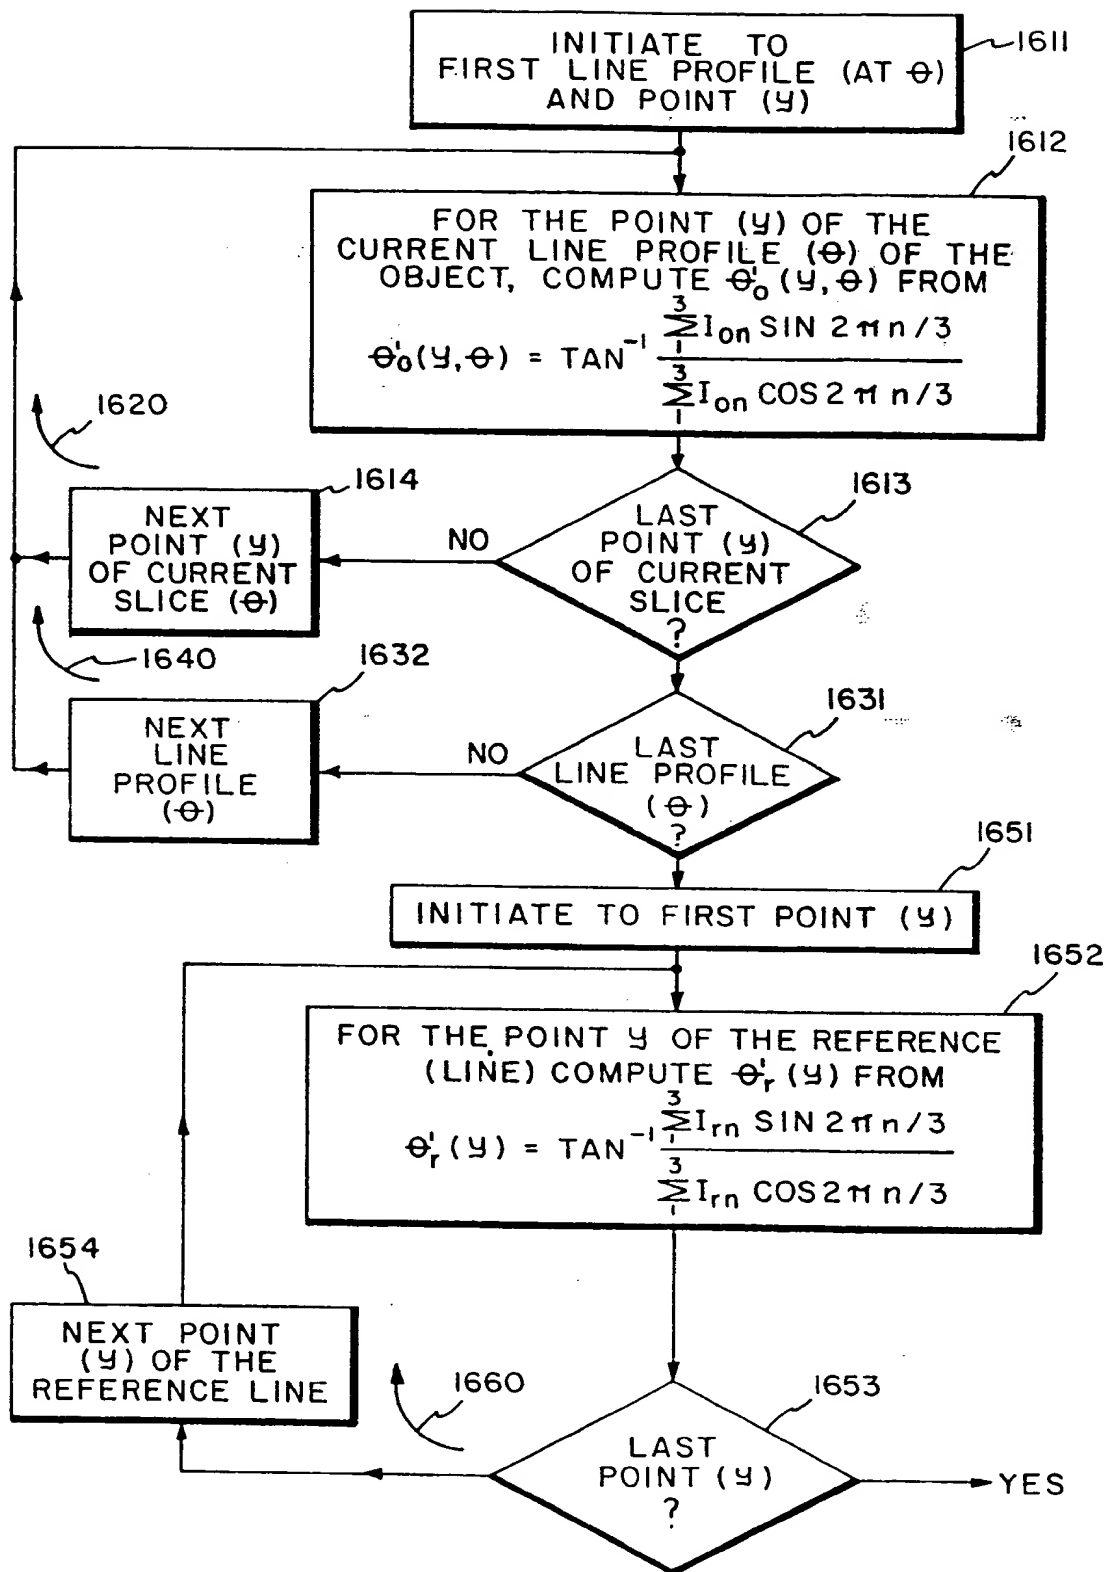 INITIATE TO
FIRST LINE PROFILE (AT θ)
AND POINT (y)
1611
1612
FOR THE POINT (y) OF THE
CURRENT LINE PROFILE (θ) OF THE
OBJECT, COMPUTE θ'o (y, θ) FROM
θ'o(y, θ) = TAN⁻¹ 3Σ1 Ion SIN 2πn/3
3Σ1 Ion COS 2πn/3
1620
1614
NEXT
POINT (y)
OF CURRENT
SLICE (θ)
NO
1613
LAST
POINT (y)
OF CURRENT
SLICE
?
1640
1632
NEXT
LINE
PROFILE
(θ)
NO
1631
LAST
LINE PROFILE
(θ)
?
1651
INITIATE TO FIRST POINT (y)
1652
FOR THE POINT y OF THE REFERENCE
(LINE) COMPUTE θ'r (y) FROM
θ'r (y) = TAN⁻¹ 3Σ1 Irn SIN 2πn/3
3Σ1 Irn COS 2πn/3
1654
NEXT POINT
(y) OF THE
REFERENCE LINE
1660
1653
LAST
POINT (y)
?
YES